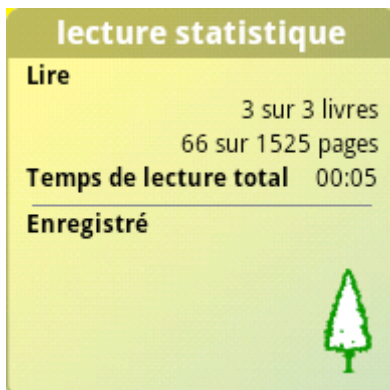 lecture statistique
Lire
3 sur 3 livres
66 sur 1525 pages
Temps de lecture total 00:05
Enregistré